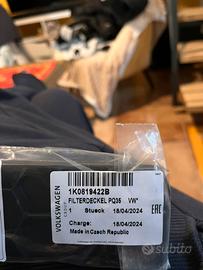 VOLKSWAGEN
1K0819422B
FILTERDECKEL PQ35 VW*
1 Stueck 18/04/2024
EAC
Charge: 18/04/2024
Made in Czech Republic
subito